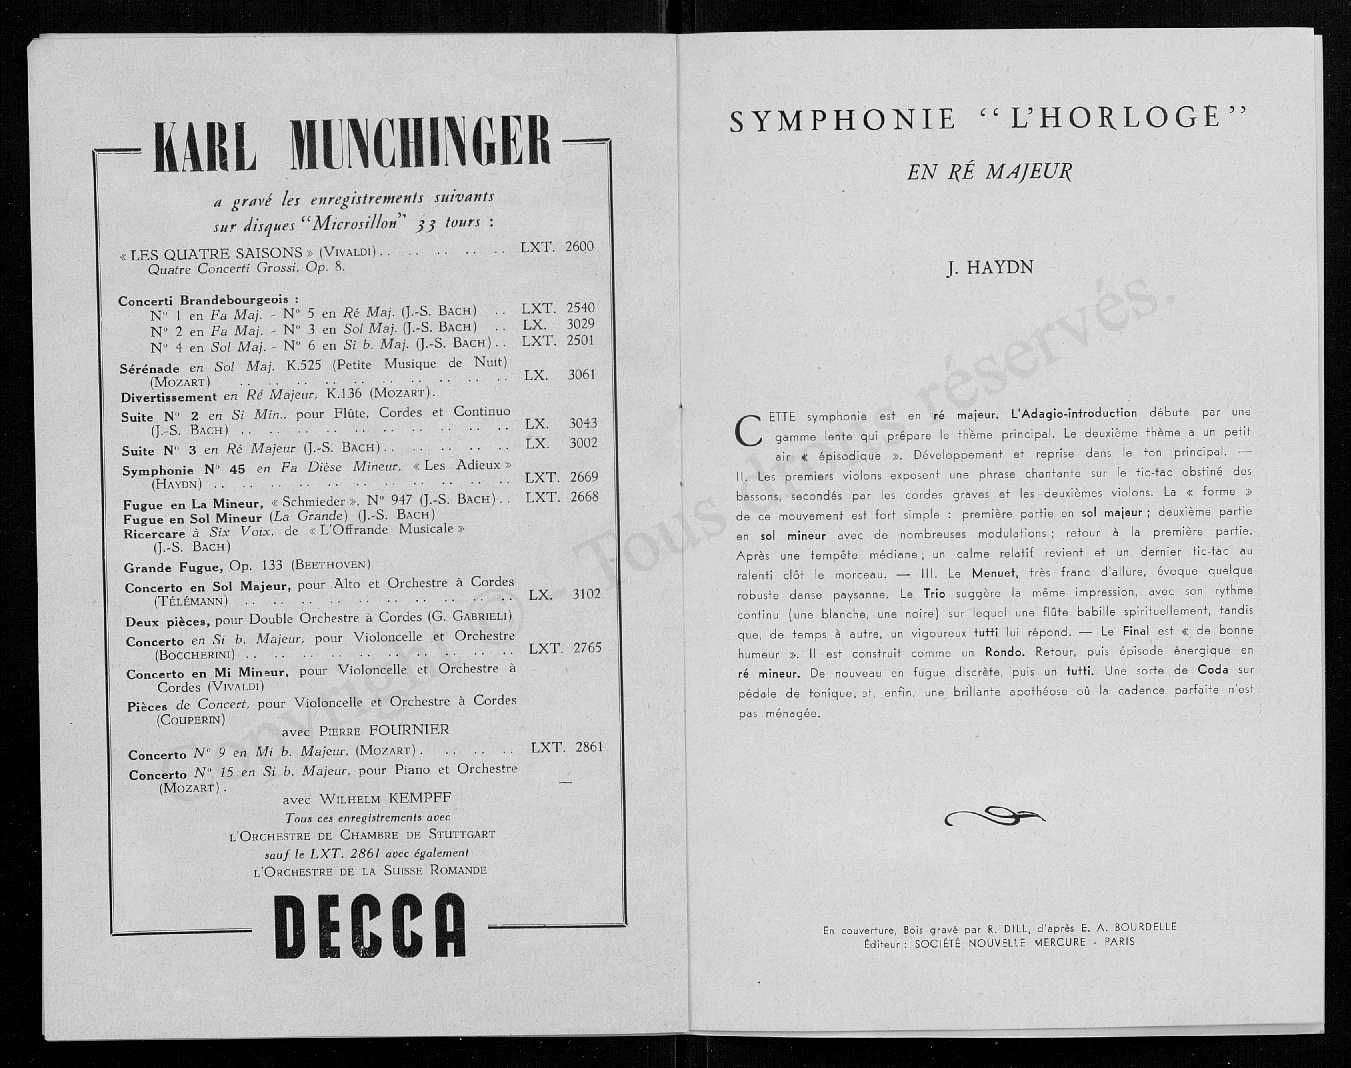 KARL MUNCHINGER
a gravé les enregistrements suivants
sur disques "Microsillon" 33 tours :
« LES QUATRE SAISONS » (VIVALDI) .. .. .. .. .. LXT. 2600
Quatre Concerti Grossi, Op. 8.
Concerti Brandebourgeois :
N° 1 en Fa Maj. - N° 5 en Ré Maj. (J.-S. BACH) .. LXT. 2540
N° 2 en Fa Maj. - N° 3 en Sol Maj. (J.-S. BACH) .. LX. 3029
N° 4 en Sol Maj. - N° 6 en Si b. Maj. (J.-S. BACH) .. LXT. 2501
Sérénade en Sol Maj. K.525 (Petite Musique de Nuit)
(MOZART) .. .. .. .. .. .. .. .. .. .. LX. 3061
Divertissement en Ré Majeur, K.136 (MOZART).
Suite N° 2 en Si Min., pour Flûte, Cordes et Continuo
(J.-S. BACH) .. .. .. .. .. .. .. .. .. LX. 3043
Suite N° 3 en Ré Majeur (J.-S. BACH) .. .. .. .. .. LX. 3002
Symphonie N° 45 en Fa Dièse Mineur, « Les Adieux »
(HAYDN) .. .. .. .. .. .. .. .. .. .. LXT. 2669
Fugue en La Mineur, « Schmieder », N° 947 (J.-S. BACH) .. LXT. 2668
Fugue en Sol Mineur (La Grande) (J.-S. BACH)
Ricercare à Six Voix, de « L'Offrande Musicale »
(J.-S. BACH)
Grande Fugue, Op. 133 (BEETHOVEN)
Concerto en Sol Majeur, pour Alto et Orchestre à Cordes
(TÉLÉMANN) .. .. .. .. .. .. .. .. .. .. LX. 3102
Deux pièces, pour Double Orchestre à Cordes (G. GABRIELI)
Concerto en Si b. Majeur, pour Violoncelle et Orchestre
(BOCCHERINI) .. .. .. .. .. .. .. .. .. .. LXT. 2765
Concerto en Mi Mineur, pour Violoncelle et Orchestre à
Cordes (VIVALDI)
Pièces de Concert, pour Violoncelle et Orchestre à Cordes
(COUPERIN)
avec PIERRE FOURNIER
Concerto N° 9 en Mi b. Majeur, (MOZART) . .. .. .. .. LXT. 2861
Concerto N° 15 en Si b. Majeur, pour Piano et Orchestre
(MOZART) . —
avec WILHELM KEMPFF
Tous ces enregistrements avec
L'ORCHESTRE DE CHAMBRE DE STUTTGART
sauf le LXT. 2861 avec également
L'ORCHESTRE DE LA SUISSE ROMANDE
DECCA
SYMPHONIE "L'HORLOGE"
EN RÉ MAJEUR
J. HAYDN
CETTE symphonie est en ré majeur. L'Adagio-introduction débute par une
gamme lente qui prépare le thème principal. Le deuxième thème a un petit
air « épisodique ». Développement et reprise dans le ton principal. —
II. Les premiers violons exposent une phrase chantante sur le tic-tac obstiné des
bassons, secondés par les cordes graves et les deuxièmes violons. La « forme »
de ce mouvement est fort simple : première partie en sol majeur ; deuxième partie
en sol mineur avec de nombreuses modulations ; retour à la première partie.
Après une tempête médiane ; un calme relatif revient et un dernier tic-tac au
ralenti clôt le morceau. — III. Le Menuet, très franc d'allure, évoque quelque
robuste danse paysanne. Le Trio suggère la même impression, avec son rythme
continu (une blanche, une noire) sur lequel une flûte babille spirituellement, tandis
que, de temps à autre, un vigoureux tutti lui répond. — Le Final est « de bonne
humeur ». Il est construit comme un Rondo. Retour, puis épisode énergique en
ré mineur. De nouveau en fugue discrète, puis un tutti. Une sorte de Coda sur
pédale de tonique, et, enfin, une brillante apothéose où la cadence parfaite n'est
pas ménagée.
En couverture, Bois gravé par R. DILL, d'après E. A. BOURDELLE
Éditeur : SOCIÉTÉ NOUVELLE MERCURE - PARIS
Copyright © - Tous droits réservés.